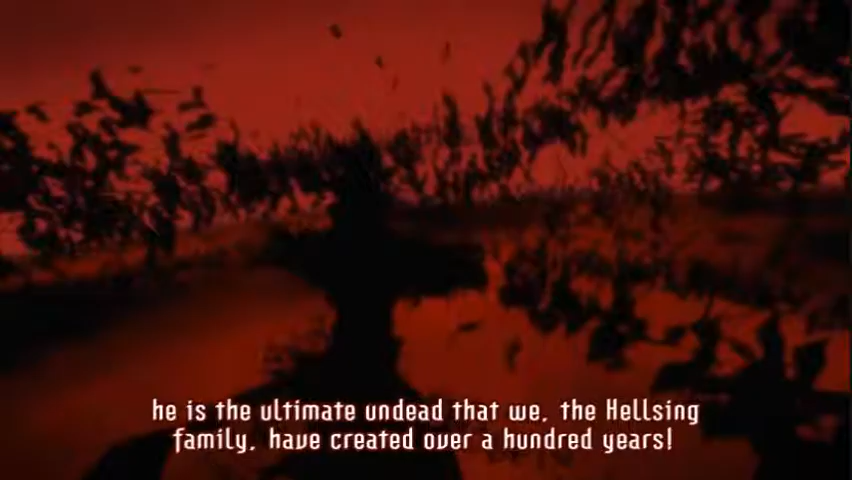 he is the ultimate undead that we, the Hellsing
family, have created over a hundred years!